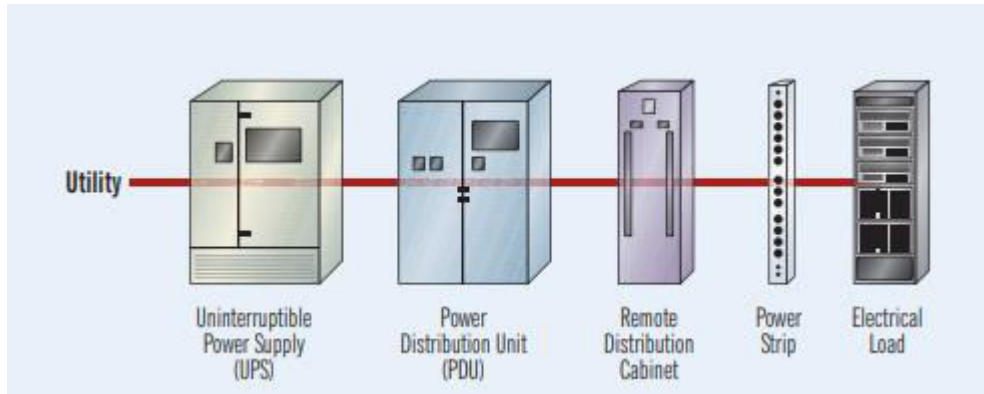 Utility
Uninterruptible
Power Supply
(UPS)
Power
Distribution Unit
(PDU)
Remote
Distribution
Cabinet
Power
Strip
Electrical
Load